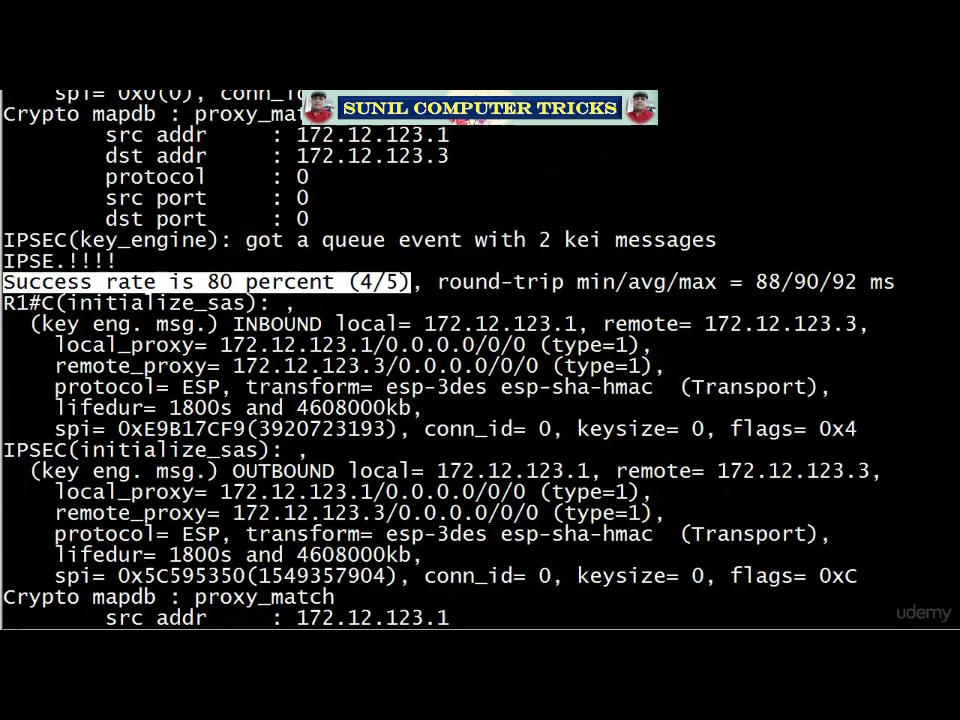 spi= 0x0(0), conn_id
SUNIL COMPUTER TRICKS
Crypto mapdb : proxy_mat
src addr : 172.12.123.1
dst addr : 172.12.123.3
protocol : 0
src port : 0
dst port : 0
IPSEC(key_engine): got a queue event with 2 kei messages
IPSE.!!!!
Success rate is 80 percent (4/5), round-trip min/avg/max = 88/90/92 ms
R1#C(initialize_sas): ,
(key eng. msg.) INBOUND local= 172.12.123.1, remote= 172.12.123.3,
local_proxy= 172.12.123.1/0.0.0.0/0/0 (type=1),
remote_proxy= 172.12.123.3/0.0.0.0/0/0 (type=1),
protocol= ESP, transform= esp-3des esp-sha-hmac (Transport),
lifedur= 1800s and 4608000kb,
spi= 0xE9B17CF9(3920723193), conn_id= 0, keysize= 0, flags= 0x4
IPSEC(initialize_sas): ,
(key eng. msg.) OUTBOUND local= 172.12.123.1, remote= 172.12.123.3,
local_proxy= 172.12.123.1/0.0.0.0/0/0 (type=1),
remote_proxy= 172.12.123.3/0.0.0.0/0/0 (type=1),
protocol= ESP, transform= esp-3des esp-sha-hmac (Transport),
lifedur= 1800s and 4608000kb,
spi= 0x5C595350(1549357904), conn_id= 0, keysize= 0, flags= 0xC
Crypto mapdb : proxy_match
src addr : 172.12.123.1
udemy